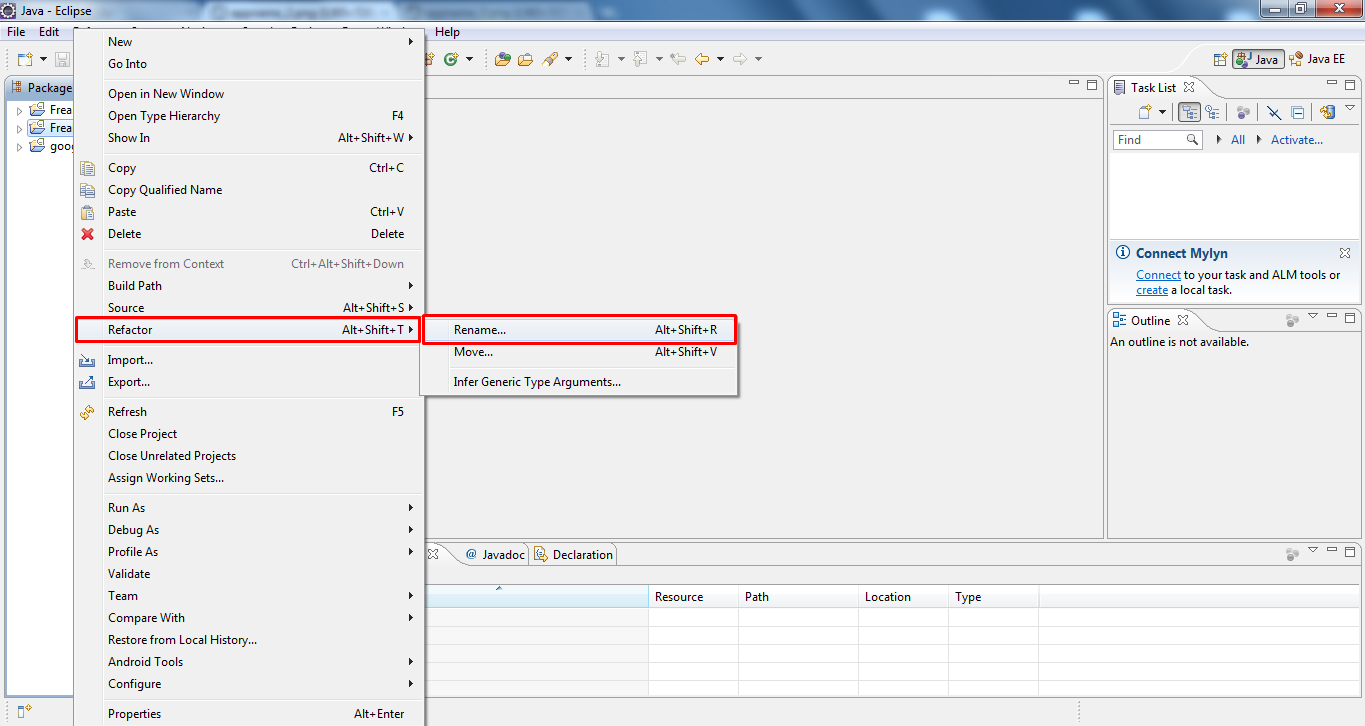 Java - Eclipse
File Edit Help
New
Go Into
Open in New Window
Open Type Hierarchy F4
Show In Alt+Shift+W
Copy Ctrl+C
Copy Qualified Name
Paste Ctrl+V
Delete Delete
Remove from Context Ctrl+Alt+Shift+Down
Build Path
Source Alt+Shift+S
Refactor Alt+Shift+T
Import...
Export...
Refresh F5
Close Project
Close Unrelated Projects
Assign Working Sets...
Run As
Debug As
Profile As
Validate
Team
Compare With
Restore from Local History...
Android Tools
Configure
Properties Alt+Enter
Rename... Alt+Shift+R
Move... Alt+Shift+V
Infer Generic Type Arguments...
Package
Frea
Frea
goog
Java
Java EE
Task List
Find
All
Activate...
Connect Mylyn
Connect to your task and ALM tools or
create a local task.
Outline
An outline is not available.
@ Javadoc
Declaration
Resource Path Location Type